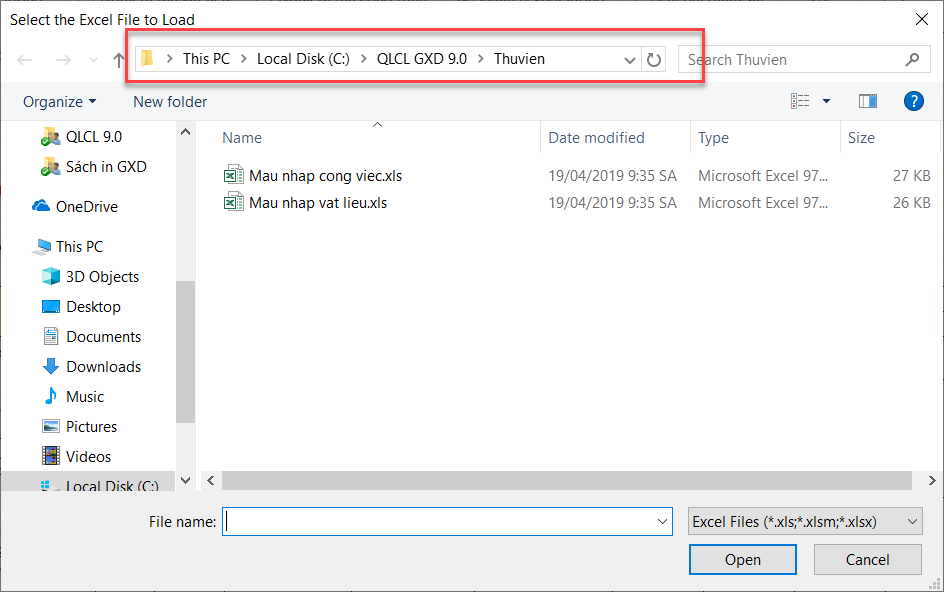 Select the Excel File to Load
This PC > Local Disk (C:) > QLCL GXD 9.0 > Thuvien
Search Thuvien
Organize
New folder
QLCL 9.0
Sách in GXD
OneDrive
This PC
3D Objects
Desktop
Documents
Downloads
Music
Pictures
Videos
Local Disk (C:)
Name Date modified Type Size
Mau nhap cong viec.xls 19/04/2019 9:35 SA Microsoft Excel 97... 27 KB
Mau nhap vat lieu.xls 19/04/2019 9:35 SA Microsoft Excel 97... 26 KB
File name:
Excel Files (*.xls;*.xlsm;*.xlsx)
Open
Cancel